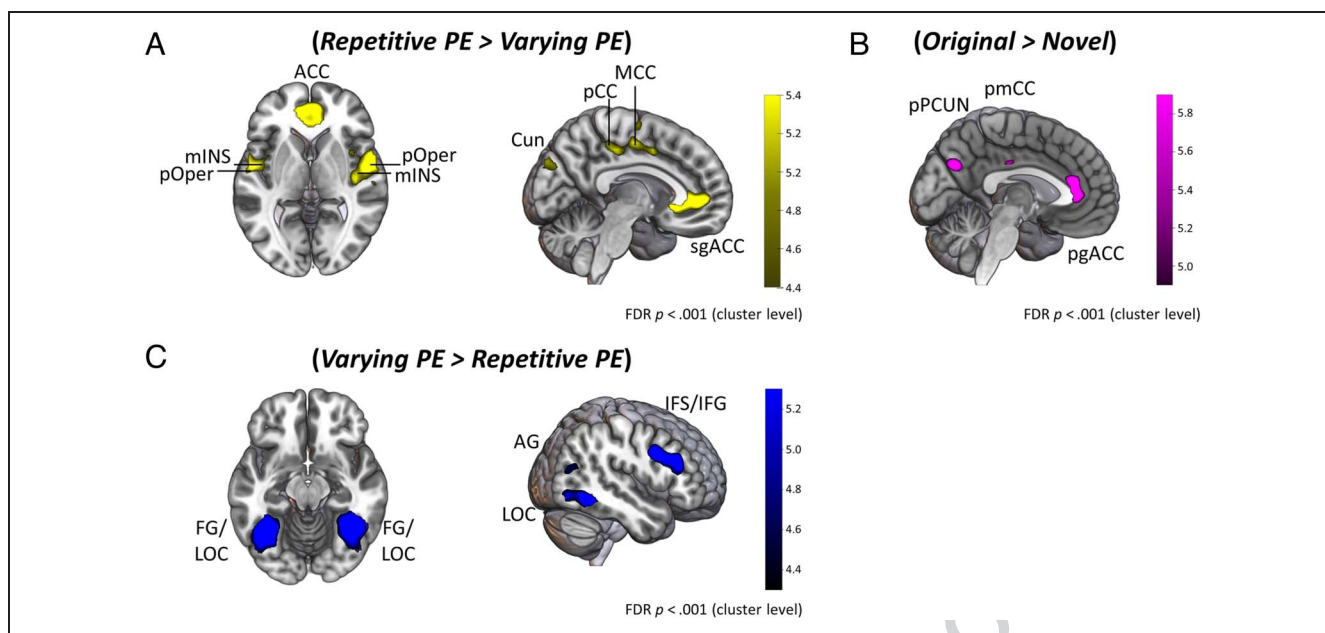 A
(Repetitive PE > Varying PE)
ACC
mINS
pOper
pOper
mINS
MCC
pCC
Cun
sgACC
5.4
5.2
5.0
4.8
4.6
4.4
FDR p < .001 (cluster level)
B
(Original > Novel)
pmCC
pPCUN
pgACC
5.8
5.6
5.4
5.2
5.0
FDR p < .001 (cluster level)
C
(Varying PE > Repetitive PE)
FG/
LOC
FG/
LOC
IFS/IFG
AG
LOC
5.2
5.0
4.8
4.6
4.4
FDR p < .001 (cluster level)